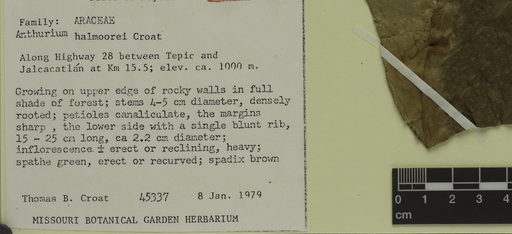 Family: ARACEAE
Anthurium halmoorei Croat
Along Highway 28 between Tepic and
Jalcacatlán at Km 15.5; elev. ca. 1000 m.
Growing on upper edge of rocky walls in full
shade of forest; stems 4-5 cm diameter, densely
rooted; petioles canaliculate, the margins
sharp , the lower side with a single blunt rib,
15 - 25 cm long, ca 2.2 cm diameter;
inflorescence ± erect or reclining, heavy;
spathe green, erect or recurved; spadix brown
Thomas B. Croat 45337 8 Jan. 1979
MISSOURI BOTANICAL GARDEN HERBARIUM
0 1 2 3 4
cm